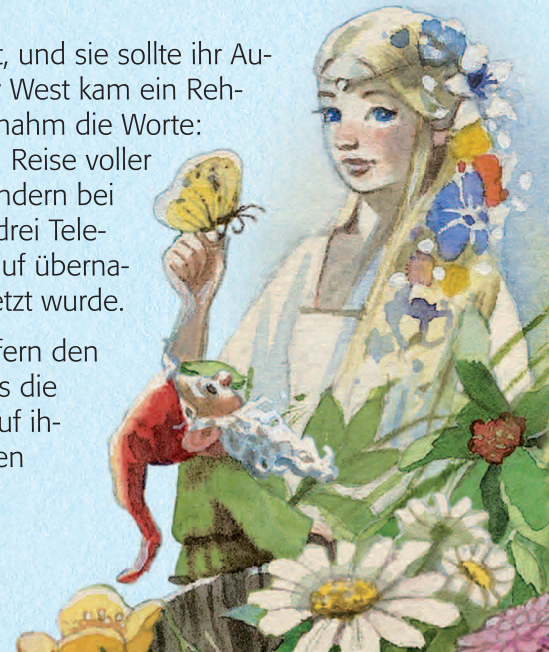 t, und sie sollte ihr Au-
West kam ein Reh-
nahm die Worte:
Reise voller
ndern bei
drei Tele-
uf überna-
etzt wurde.
fern den
s die
uf ih-
en